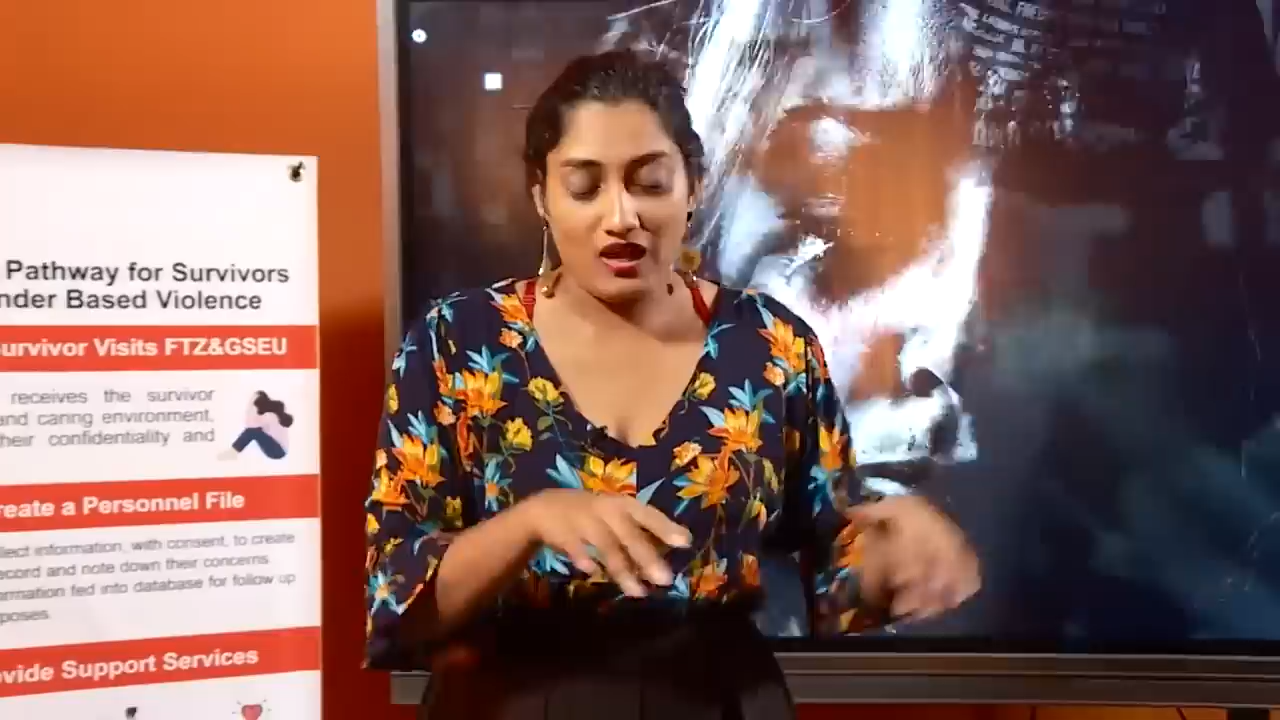 Pathway for Survivors
nder Based Violence
urvivor Visits FTZ&GSEU
receives the survivor
and caring environment,
heir confidentiality and
reate a Personnel File
llect information, with consent, to create
ecord and note down their concerns
ormation fed into database for follow up
poses.
vide Support Services